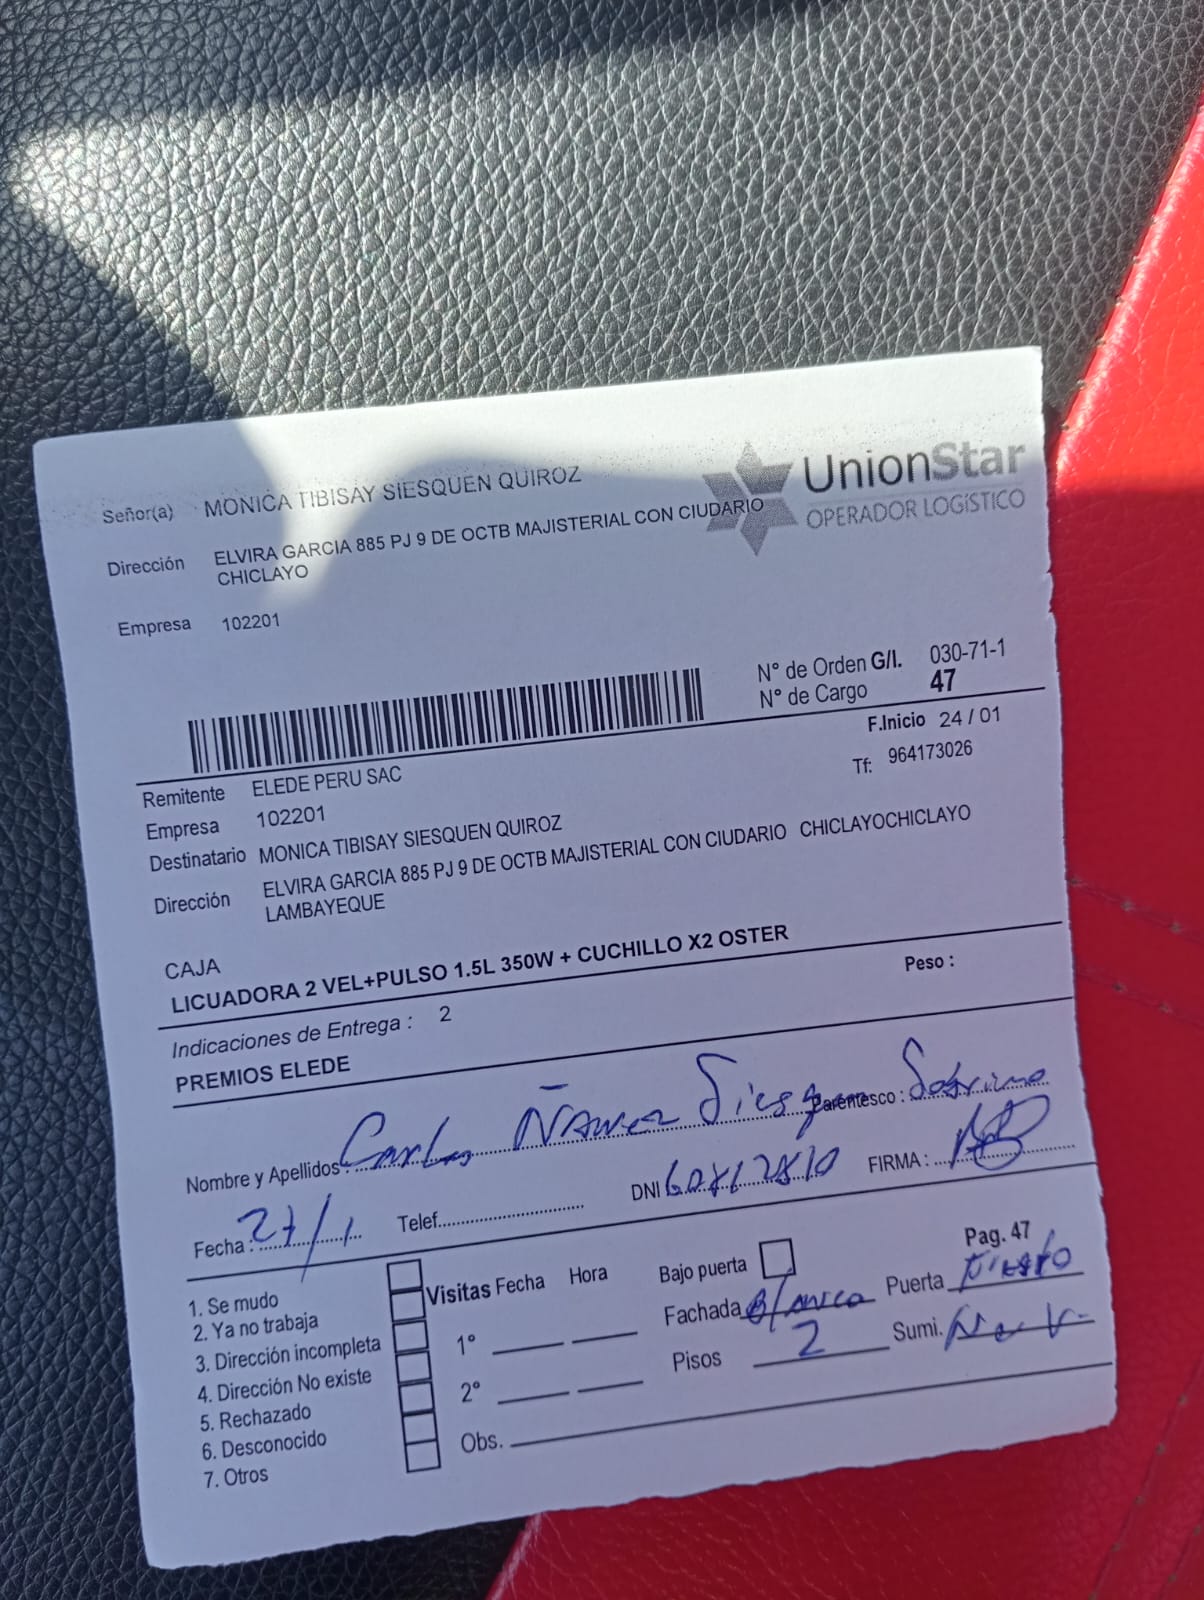 UnionStar
OPERADOR LOGíSTICO
Señor(a) MONICA TIBISAY SIESQUEN QUIROZ
Dirección ELVIRA GARCIA 885 PJ 9 DE OCTB MAJISTERIAL CON CIUDARIO
CHICLAYO
Empresa 102201
N° de Orden G/I. 030-71-1
N° de Cargo 47
F.Inicio 24 / 01
Remitente ELEDE PERU SAC Tf: 964173026
Empresa 102201
Destinatario MONICA TIBISAY SIESQUEN QUIROZ
Dirección ELVIRA GARCIA 885 PJ 9 DE OCTB MAJISTERIAL CON CIUDARIO CHICLAYOCHICLAYO
LAMBAYEQUE
CAJA
LICUADORA 2 VEL+PULSO 1.5L 350W + CUCHILLO X2 OSTER
Indicaciones de Entrega : 2 Peso :
PREMIOS ELEDE
Nombre y Apellidos : Carlos Siesquen Parentesco : Sobrino
Fecha : 27/1 Telef. DNI FIRMA :
Pag. 47
1. Se mudo
2. Ya no trabaja
3. Dirección incompleta
4. Dirección No existe
5. Rechazado
6. Desconocido
7. Otros
Visitas Fecha Hora
1°
2°
Obs.
Bajo puerta
Fachada Blanca Puerta
Pisos 2 Sumi.